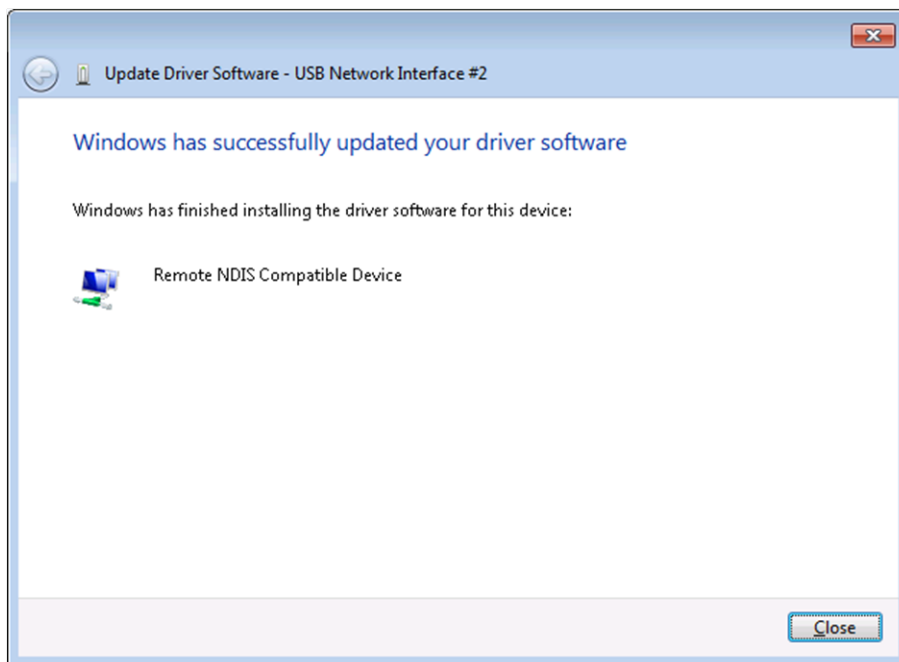 Update Driver Software - USB Network Interface #2
Windows has successfully updated your driver software
Windows has finished installing the driver software for this device:
Remote NDIS Compatible Device
Close